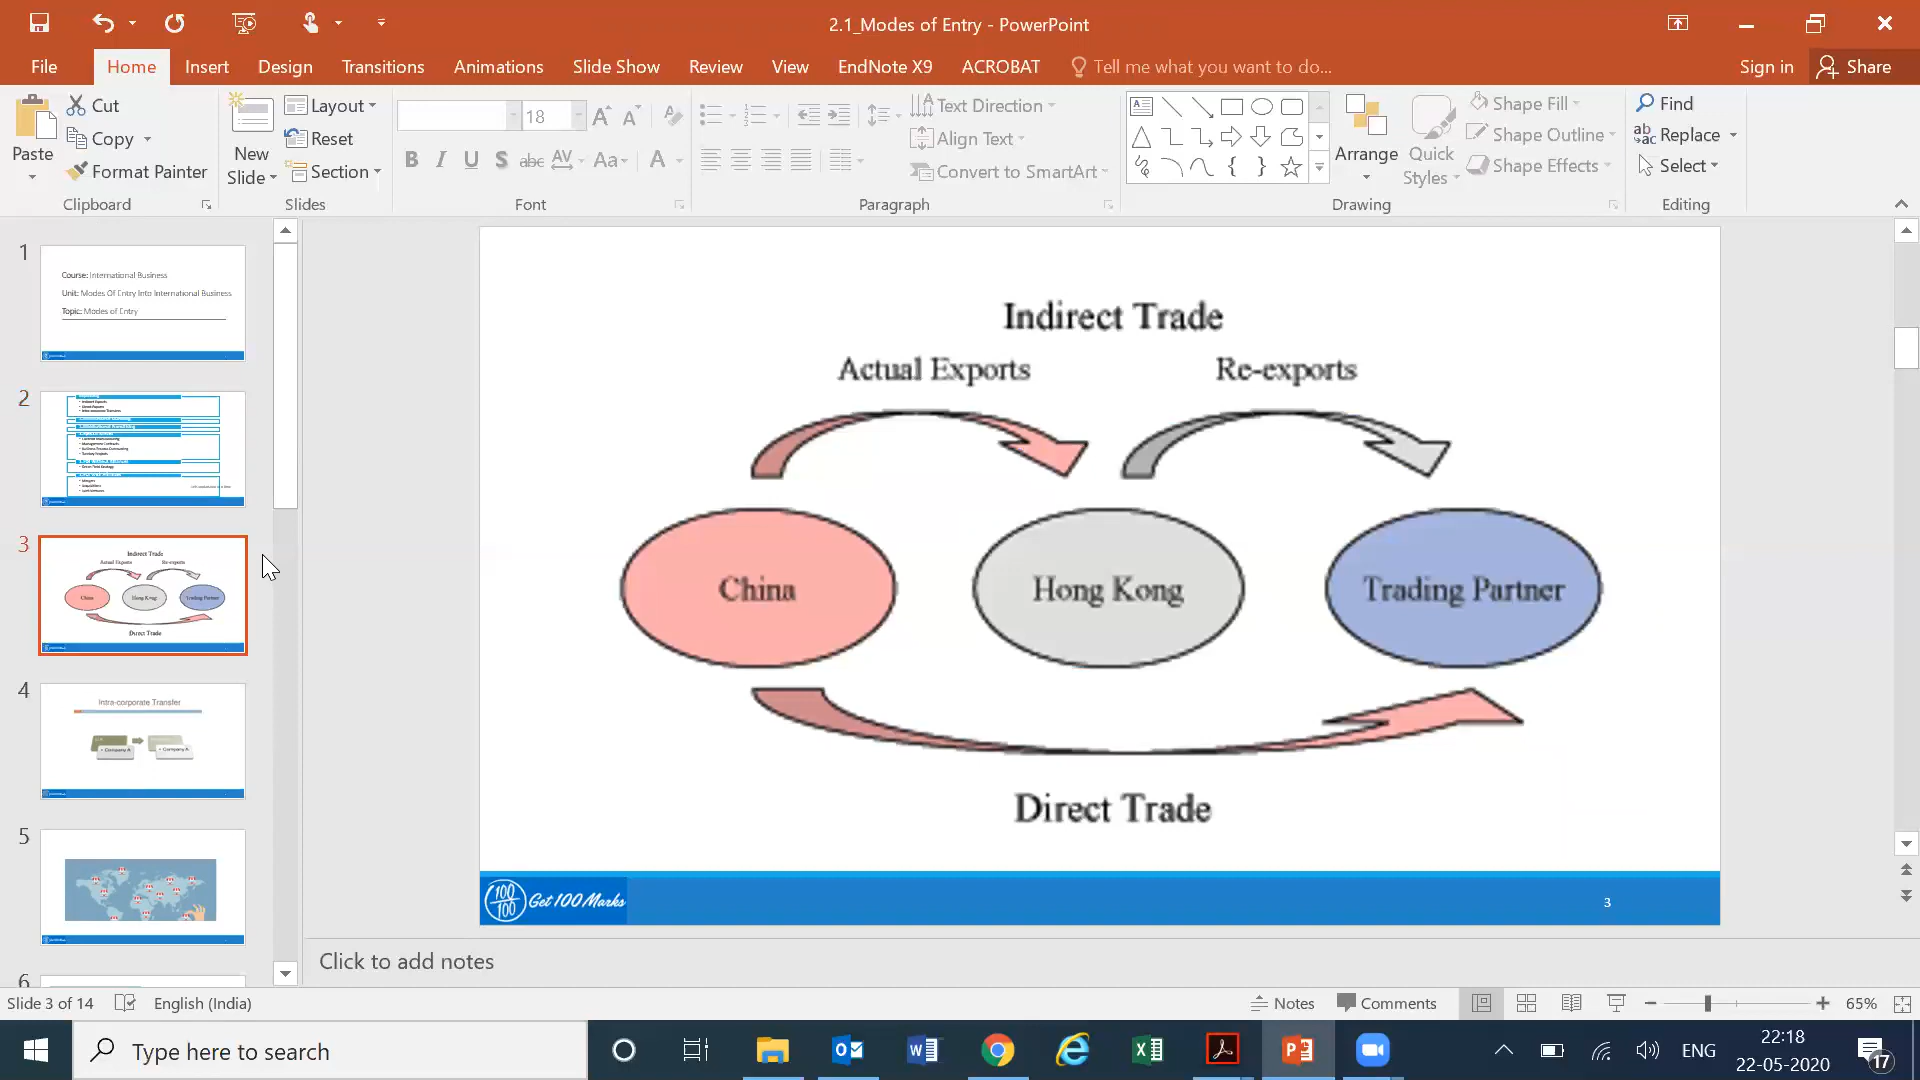 2.1_Modes of Entry - PowerPoint
File
Home
Insert
Design
Transitions
Animations
Slide Show
Review
View
EndNote X9
ACROBAT
Tell me what you want to do...
Sign in
Share
Paste
Cut
Copy
Format Painter
Clipboard
New
Slide
Layout
Reset
Section
Slides
18
B I U S abc AV Aa A
Font
Text Direction
Align Text
Convert to SmartArt
Paragraph
Arrange
Quick
Styles
Shape Fill
Shape Outline
Shape Effects
Drawing
Find
Replace
Select
Editing
1
Course: International Business
Unit: Modes Of Entry Into International Business
Topic: Modes of Entry
2
3
Indirect Trade
Actual Exports Re-exports
China Hong Kong Trading Partner
Direct Trade
4
Intra-corporate Transfer
Company A
Company A
5
6
Indirect Trade
Actual Exports
Re-exports
China
Hong Kong
Trading Partner
Direct Trade
100
100
Get 100 Marks
3
Click to add notes
Slide 3 of 14
English (India)
Notes
Comments
65%
Type here to search
ENG
22:18
22-05-2020
17